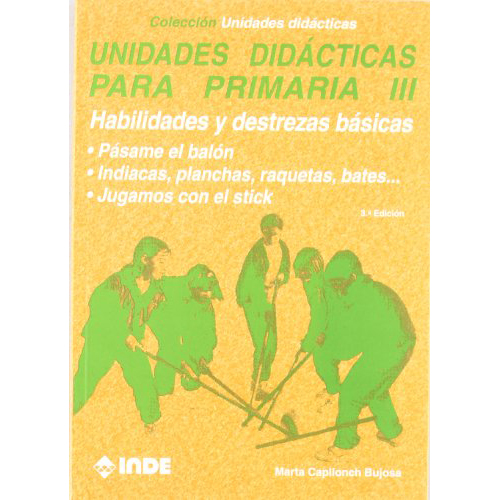 Colección Unidades didácticas
UNIDADES DIDÁCTICAS
PARA PRIMARIA III
Habilidades y destrezas básicas
• Pásame el balón
• Indiacas, planchas, raquetas, bates...
• Jugamos con el stick
3.ª Edición
INDE
Marta Capllonch Bujosa